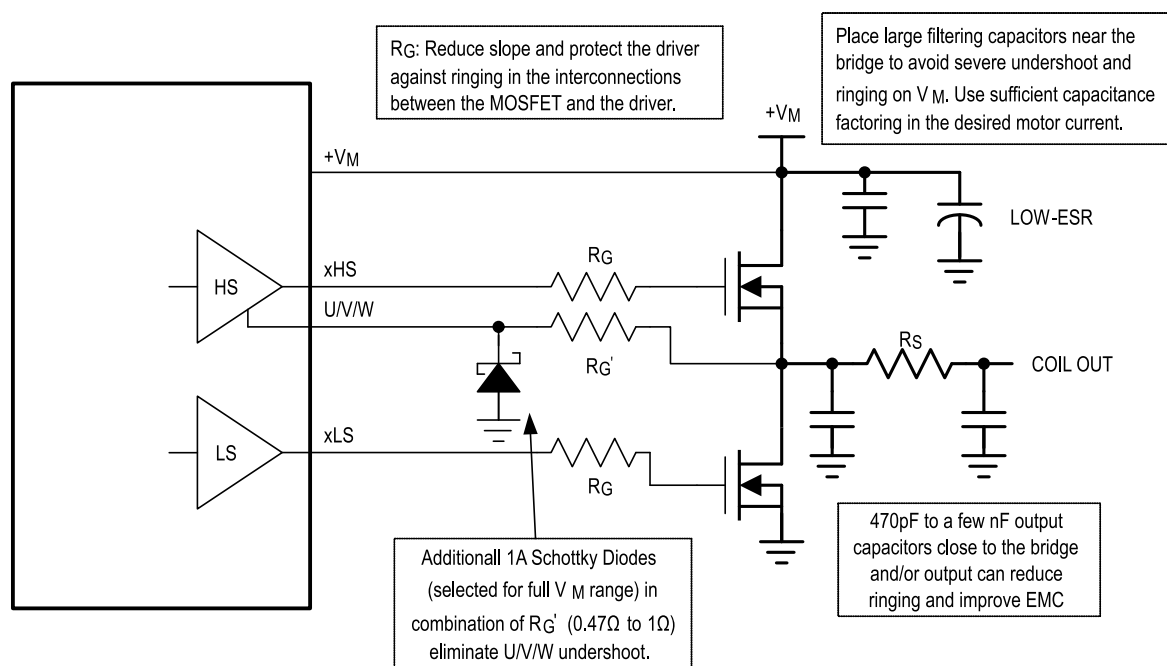 RG: Reduce slope and protect the driver
against ringing in the interconnections
between the MOSFET and the driver.
Place large filtering capacitors near the
bridge to avoid severe undershoot and
ringing on VM. Use sufficient capacitance
factoring in the desired motor current.
+VM
+VM
LOW-ESR
HS
xHS
RG
U/V/W
RG'
RS
COIL OUT
LS
xLS
RG
Additionall 1A Schottky Diodes
(selected for full VM range) in
combination of RG' (0.47Ω to 1Ω)
eliminate U/V/W undershoot.
470pF to a few nF output
capacitors close to the bridge
and/or output can reduce
ringing and improve EMC